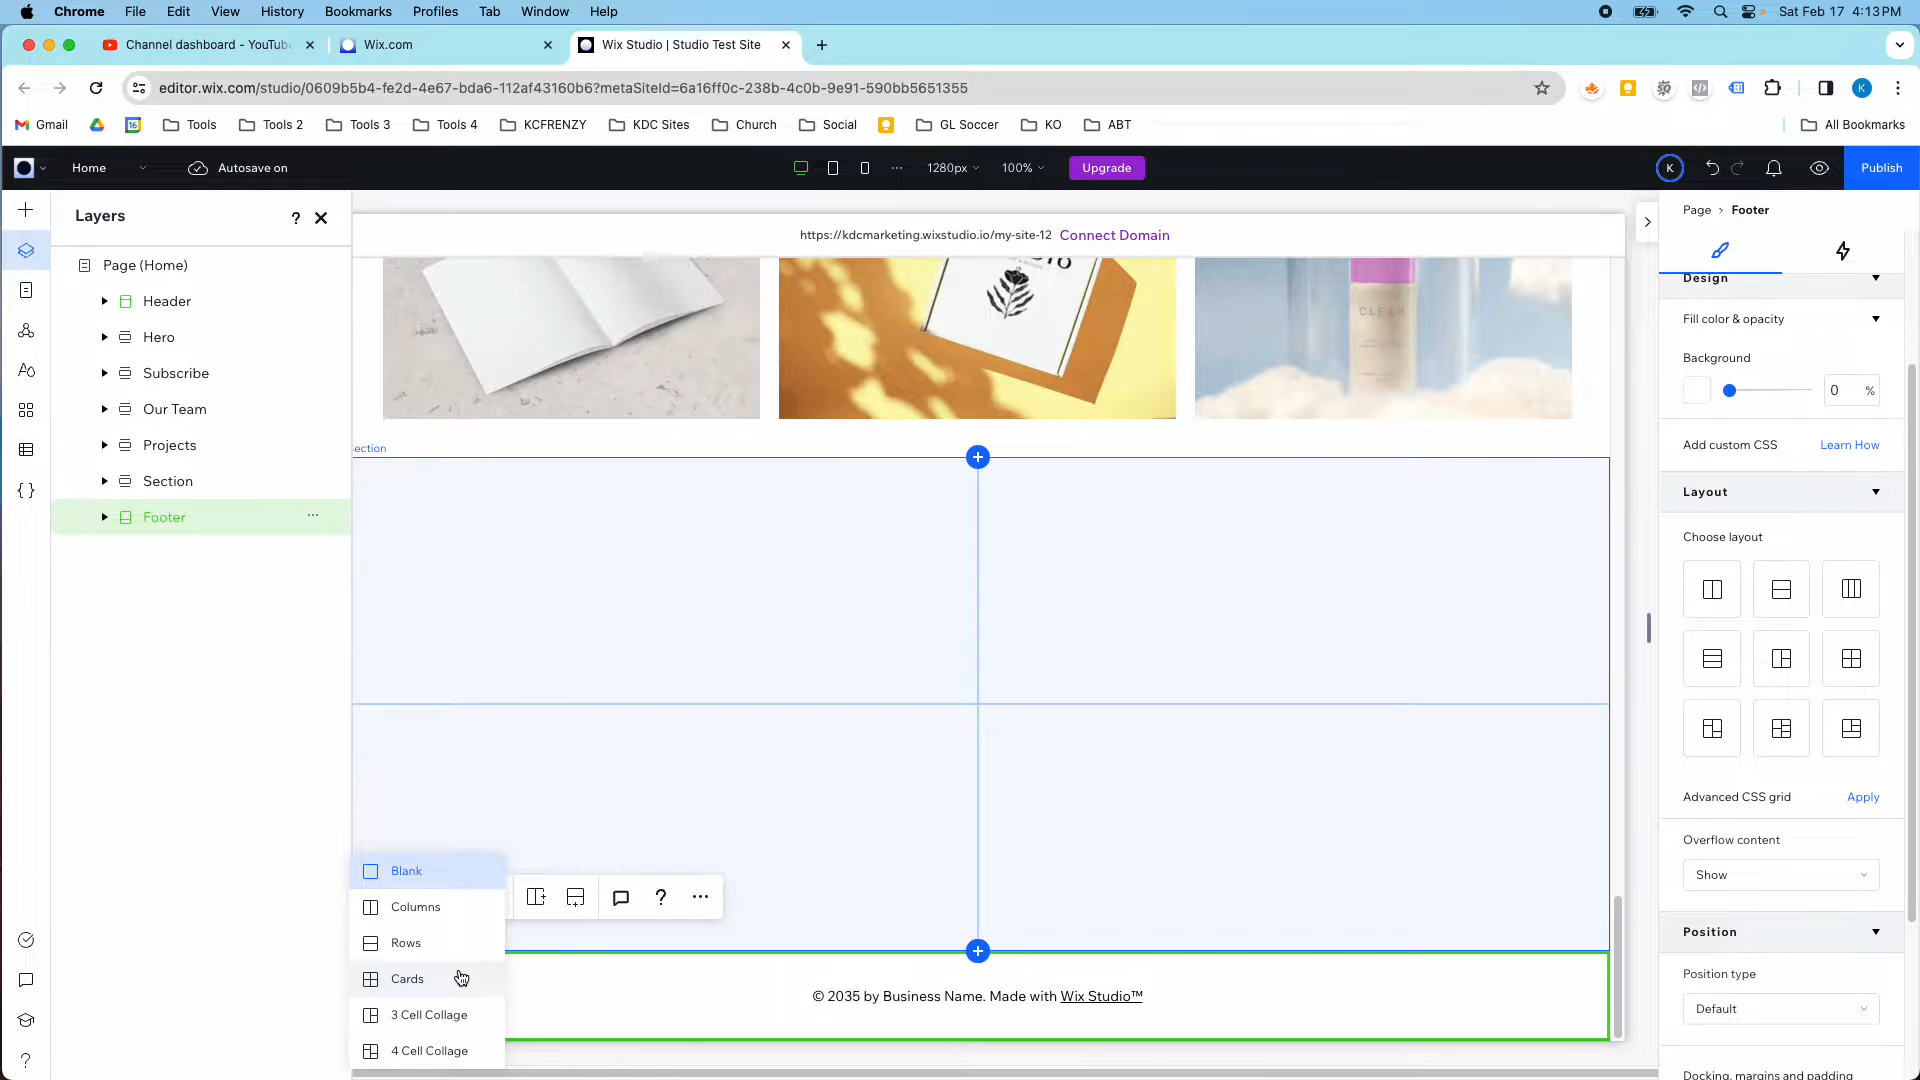 Chrome File Edit View History Bookmarks Profiles Tab Window Help Sat Feb 17 4:13PM
Channel dashboard - YouTub Wix.com Wix Studio | Studio Test Site
editor.wix.com/studio/0609b5b4-fe2d-4e67-bda6-112af43160b6?metaSiteId=6a16ff0c-238b-4c0b-9e91-590bb5651355 K
Gmail 16 Tools Tools 2 Tools 3 Tools 4 KCFRENZY KDC Sites Church Social GL Soccer KO ABT All Bookmarks
Home Autosave on 1280px 100% Upgrade K Publish
Layers ?
https://kdcmarketing.wixstudio.io/my-site-12 Connect Domain
Page (Home)
Header
Hero
Subscribe
Our Team
Projects
Section
Footer
CLEAR
ection
Page > Footer
Design
Fill color & opacity
Background
0 %
Add custom CSS Learn How
Layout
Choose layout
Advanced CSS grid Apply
Overflow content
Show
Position
Position type
Default
Docking, margins and padding
Blank
Columns
Rows
Cards
3 Cell Collage
4 Cell Collage
?
© 2035 by Business Name. Made with Wix Studio™
?